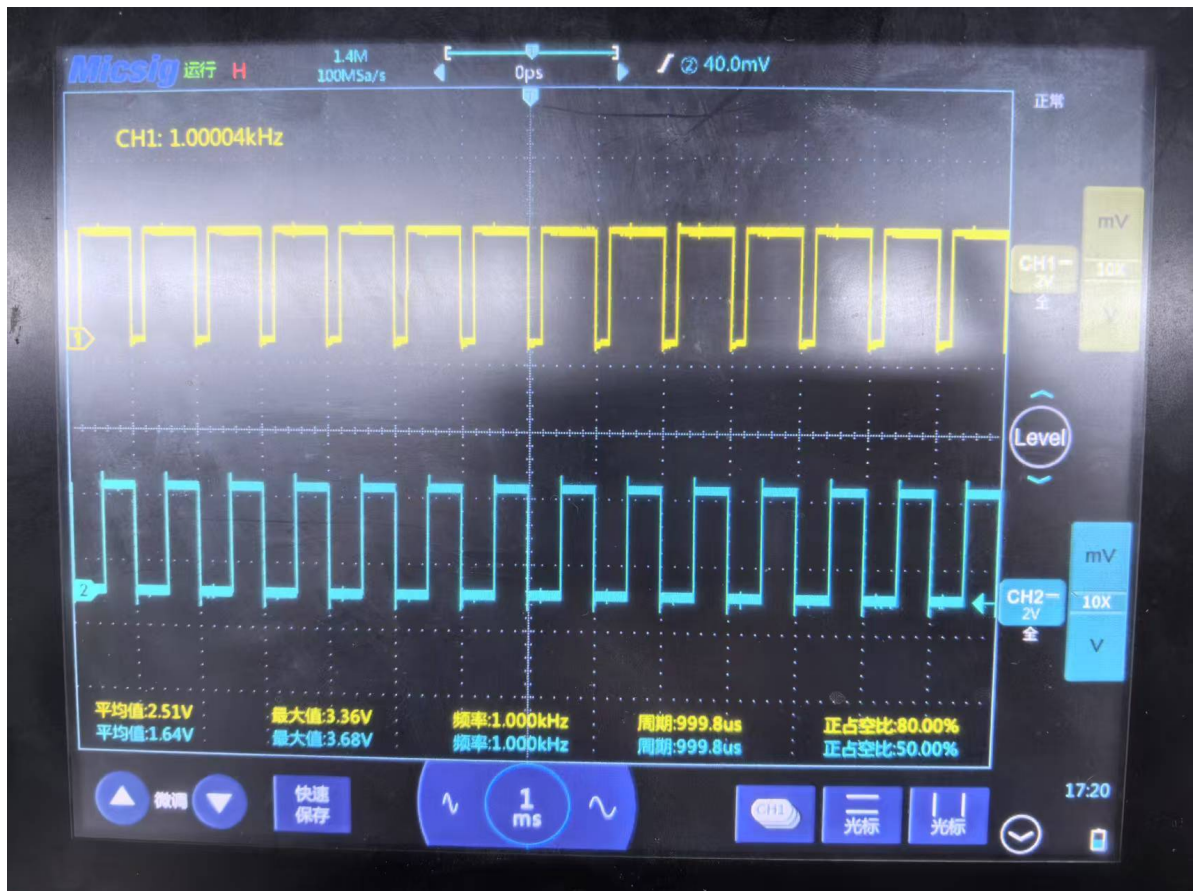 Micsig 运行 H
1.4M
100MSa/s
0ps
② 40.0mV
正常
CH1: 1.00004kHz
mV
10X
V
CH1
2V
全
1
Level
2
mV
10X
V
CH2
2V
全
平均值:2.51V 最大值:3.36V 频率:1.000kHz 周期:999.8us 正占空比:80.00%
平均值:1.64V 最大值:3.68V 频率:1.000kHz 周期:999.8us 正占空比:50.00%
微调
快速
保存
1
ms
CH1
光标
光标
17:20